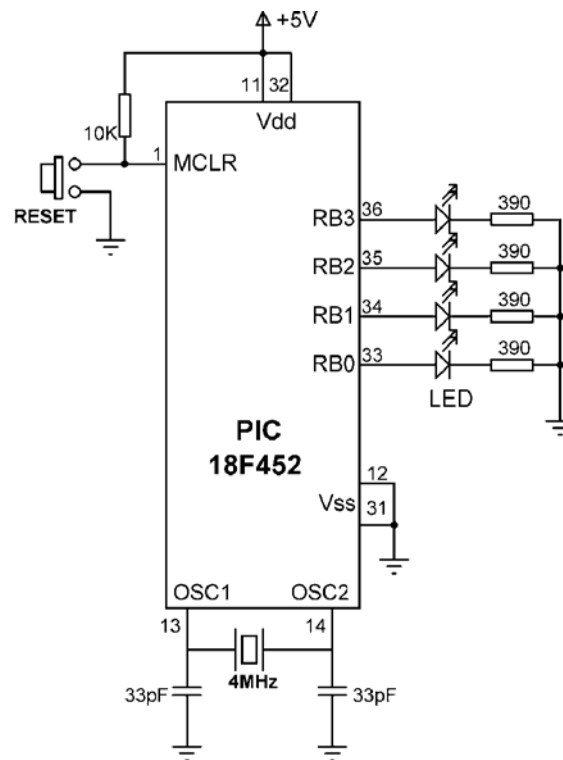 +5V
11 32
Vdd
10K
1
MCLR
RESET
RB3
36
390
RB2
35
390
RB1
34
390
RB0
33
390
LED
PIC
18F452
12
Vss
31
OSC1
OSC2
13
14
4MHz
33pF
33pF